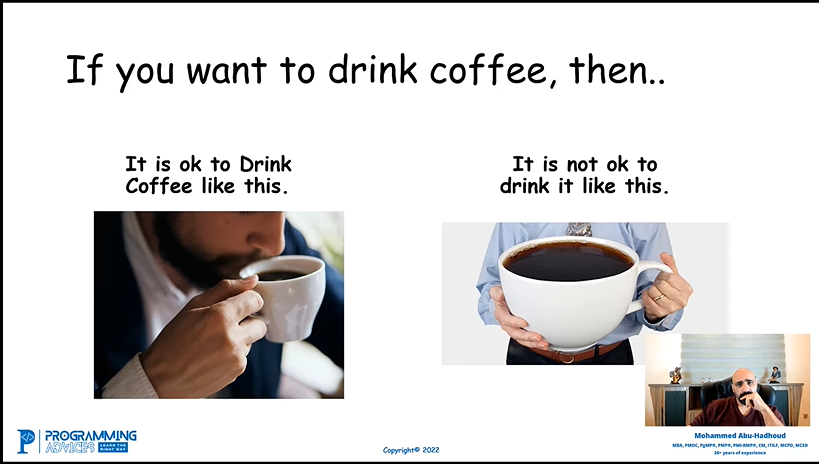 If you want to drink coffee, then..
It is ok to Drink
Coffee like this.
It is not ok to
drink it like this.
PROGRAMMING
ADVICES LEARN THE
RIGHT WAY
Copyright© 2022
Mohammed Abu-Hadhoud
MBA, PMOC, PgMP®, PMP®, PMI-RMP®, CM, ITILF, MCPD, MCSD
26+ years of experience